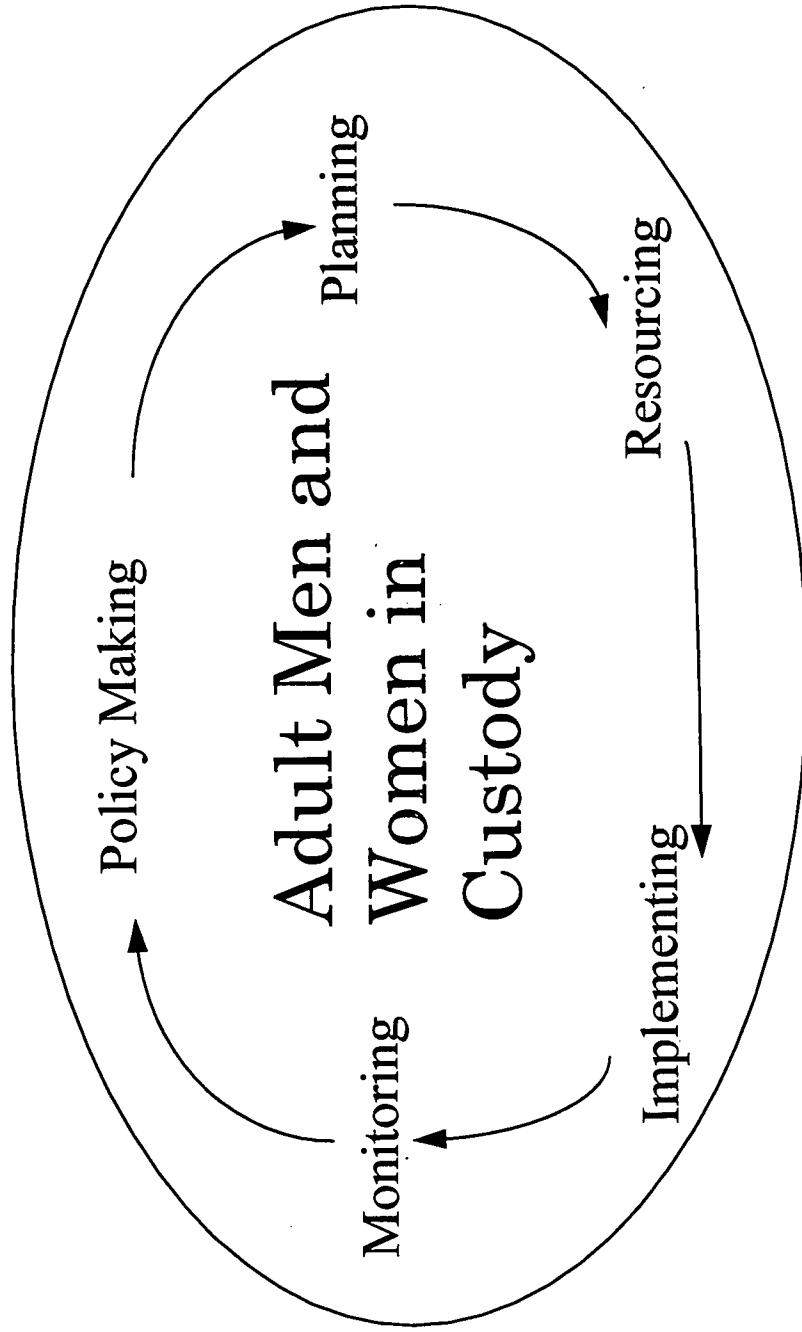 Policy Making
Planning
Adult Men and
Women in
Custody
Monitoring
Resourcing
Implementing